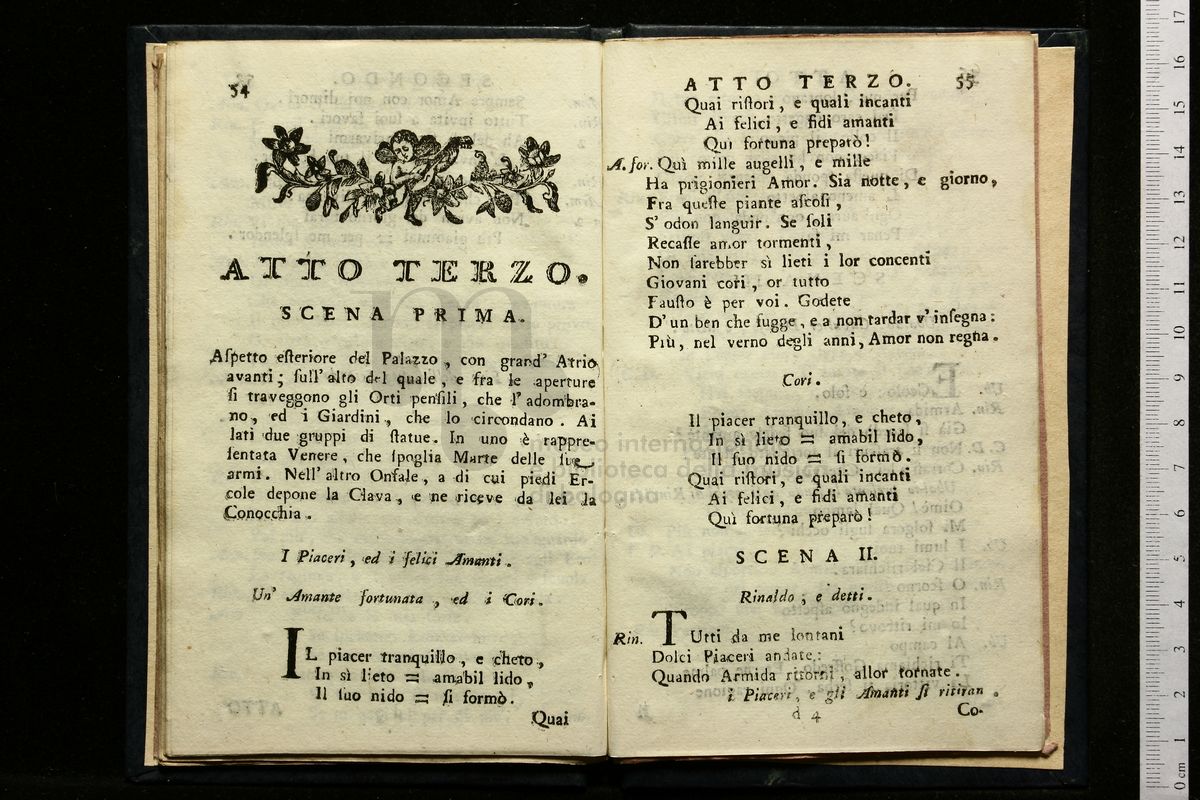 54
ATTO TERZO.
SCENA PRIMA.
Aſpetto eſteriore del Palazzo, con grand' Atrio
avanti; ſull'alto del quale, e fra le aperture
ſi traveggono gli Orti penſili, che l'adombra-
no, ed i Giardini, che lo circondano. Ai
lati due gruppi di ſtatue. In uno è rappre-
ſentata Venere, che ſpoglia Marte delle ſue
armi. Nell'altro Onfale, a di cui piedi Er-
cole depone la Clava, e ne riceve da lei la
Conocchia.
I Piaceri, ed i felici Amanti.
Un' Amante fortunata, ed i Cori.
IL piacer tranquillo, e cheto,
In sì lieto = amabil lido,
Il ſuo nido = ſi formò.
Quai
ATTO TERZO. 55
Quai riſtori, e quali incanti
Ai felici, e fidi amanti
Quì fortuna preparò!
A. for. Quì mille augelli, e mille
Ha prigionieri Amor. Sia notte, e giorno,
Fra queſte piante aſcoſi,
S' odon languir. Se ſoli
Recaſſe amor tormenti,
Non ſarebber sì lieti i lor concenti
Giovani cori, or tutto
Fauſto è per voi. Godete
D'un ben che fugge, e a non tardar v'inſegna:
Più, nel verno degli anni, Amor non regna.
Cori.
Il piacer tranquillo, e cheto,
In sì lieto = amabil lido,
Il ſuo nido = ſi formò.
Quai riſtori, e quali incanti
Ai felici, e fidi amanti
Quì fortuna preparò!
SCENA II.
Rinaldo, e detti.
Rin. TUtti da me lontani
Dolci Piaceri andate:
Quando Armida ritorni, allor tornate.
i Piaceri, e gli Amanti ſi ritiran.
d 4
Co-